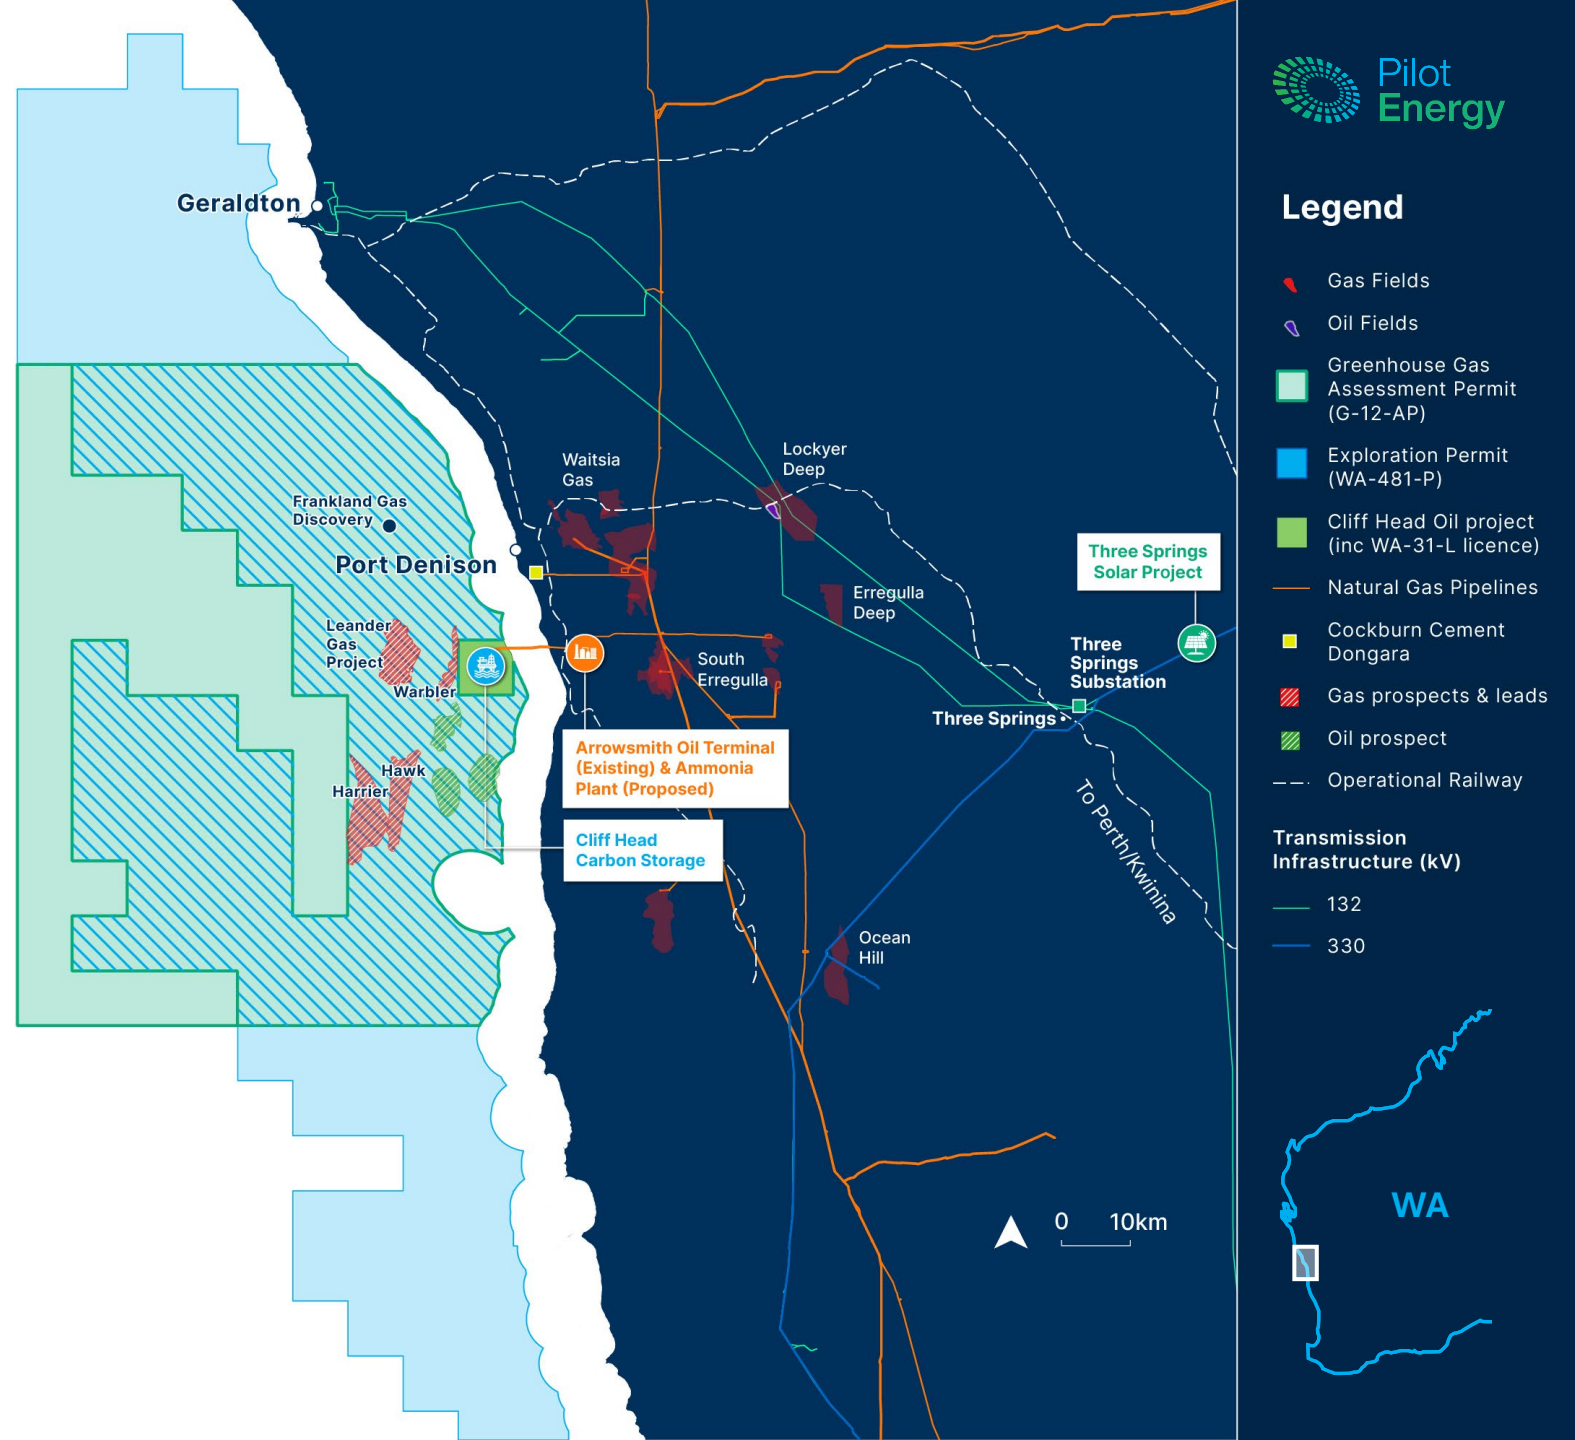 Pilot
Energy
Legend
Gas Fields
Oil Fields
Greenhouse Gas
Assessment Permit
(G-12-AP)
Exploration Permit
(WA-481-P)
Cliff Head Oil project
(inc WA-31-L licence)
Natural Gas Pipelines
Cockburn Cement
Dongara
Gas prospects & leads
Oil prospect
Operational Railway
Transmission
Infrastructure (kV)
132
330
WA
Geraldton
Waitsia
Gas
Lockyer
Deep
Frankland Gas
Discovery
Port Denison
Three Springs
Solar Project
Erregulla
Deep
Leander
Gas
Project
Warbler
South
Erregulla
Three
Springs
Substation
Three Springs
Arrowsmith Oil Terminal
(Existing) & Ammonia
Plant (Proposed)
Hawk
Harrier
To Perth/Kwinina
Cliff Head
Carbon Storage
Ocean
Hill
0 10km